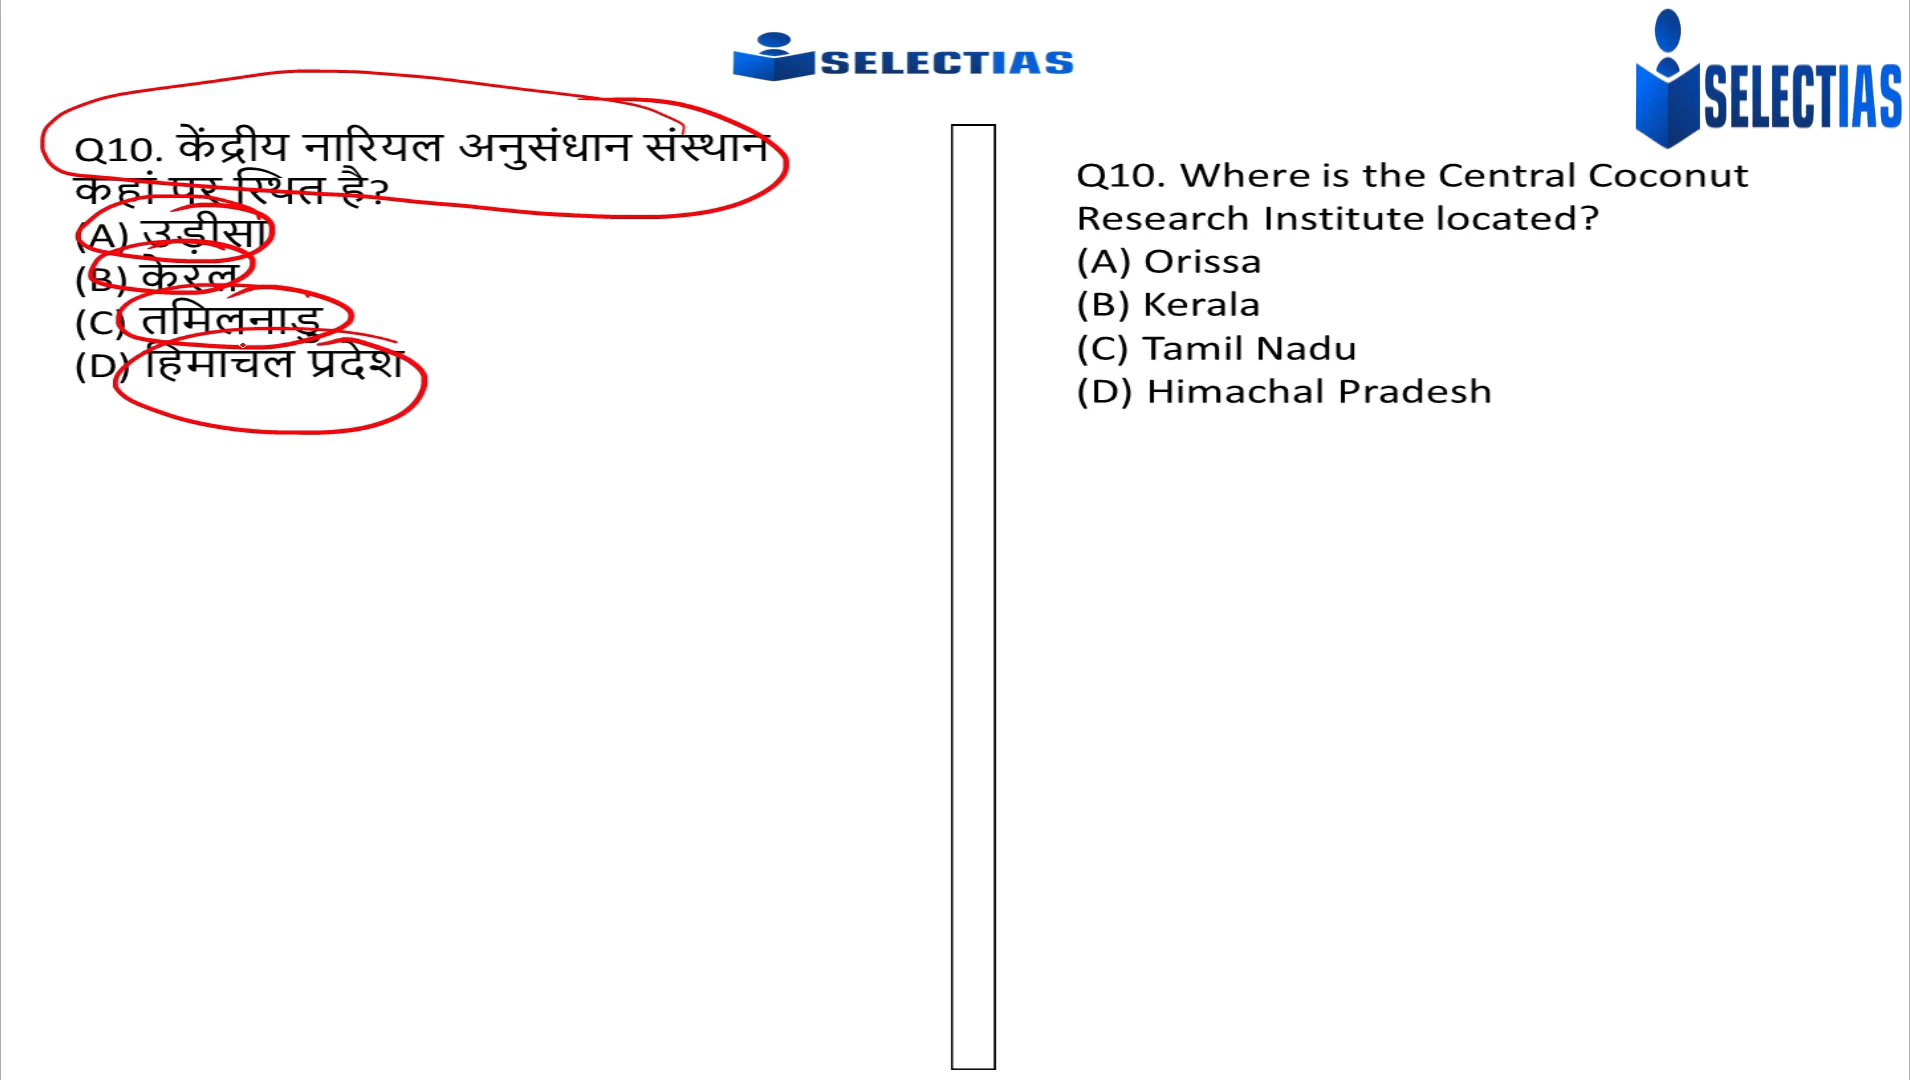 SELECTIAS
SELECTIAS
Q10. केंद्रीय नारियल अनुसंधान संस्थान
कहां पर स्थित है?
(A) उड़ीसा
(B) केरल
(C) तमिलनाडु
(D) हिमाचल प्रदेश
Q10. Where is the Central Coconut
Research Institute located?
(A) Orissa
(B) Kerala
(C) Tamil Nadu
(D) Himachal Pradesh